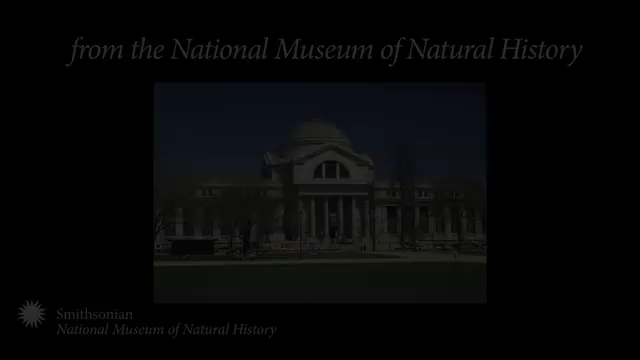 from the National Museum of Natural History
Smithsonian
National Museum of Natural History